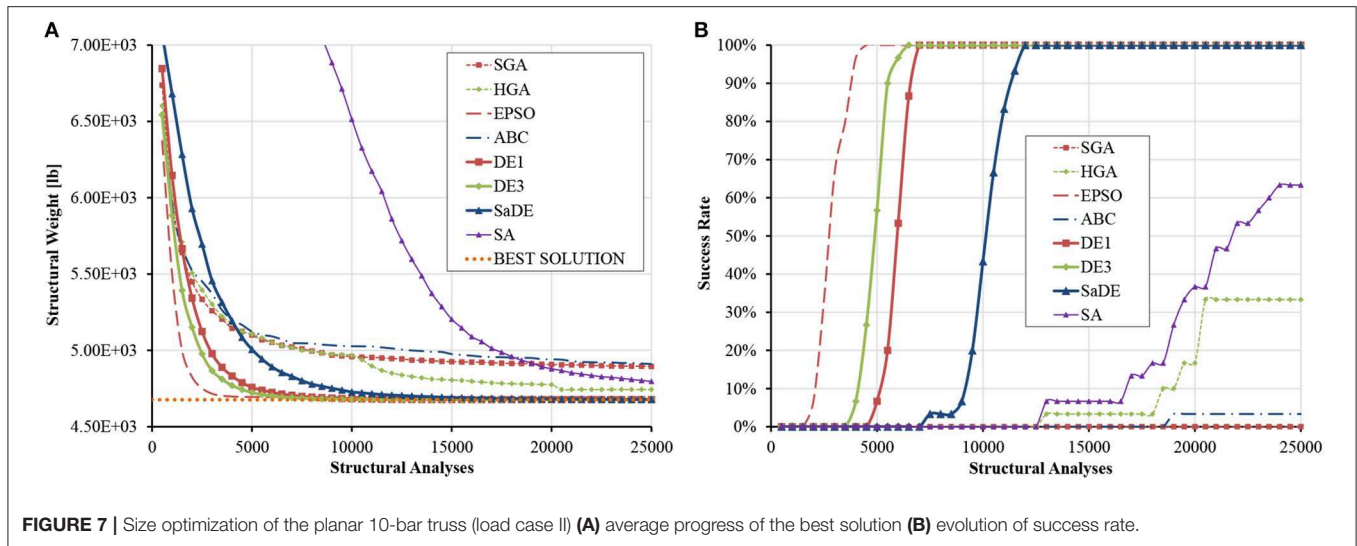 A
7.00E+03
6.50E+03
6.00E+03
5.50E+03
5.00E+03
4.50E+03
Structural Weight [lb]
0
5000
10000
15000
20000
25000
Structural Analyses
SGA
HGA
EPSO
ABC
DE1
DE3
SaDE
SA
BEST SOLUTION
B
100%
90%
80%
70%
60%
50%
40%
30%
20%
10%
0%
Success Rate
0
5000
10000
15000
20000
25000
Structural Analyses
SGA
HGA
EPSO
ABC
DE1
DE3
SaDE
SA
FIGURE 7 | Size optimization of the planar 10-bar truss (load case II) (A) average progress of the best solution (B) evolution of success rate.